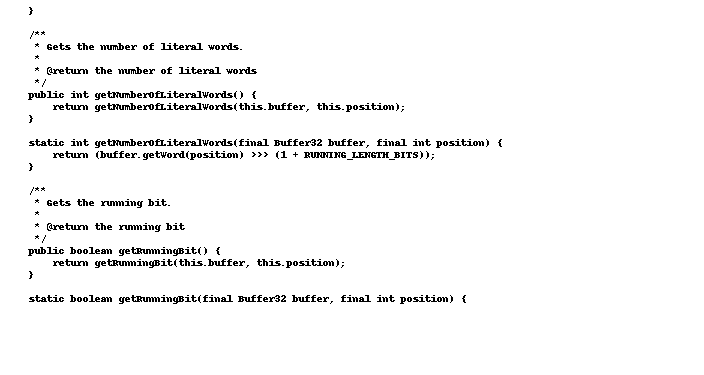 }
/**
 * Gets the number of literal words.
 *
 * @return the number of literal words
 */
public int getNumberOfLiteralWords() {
    return getNumberOfLiteralWords(this.buffer, this.position);
}
static int getNumberOfLiteralWords(final Buffer32 buffer, final int position) {
    return (buffer.getWord(position) >>> (1 + RUNNING_LENGTH_BITS));
}
/**
 * Gets the running bit.
 *
 * @return the running bit
 */
public boolean getRunningBit() {
    return getRunningBit(this.buffer, this.position);
}
static boolean getRunningBit(final Buffer32 buffer, final int position) {